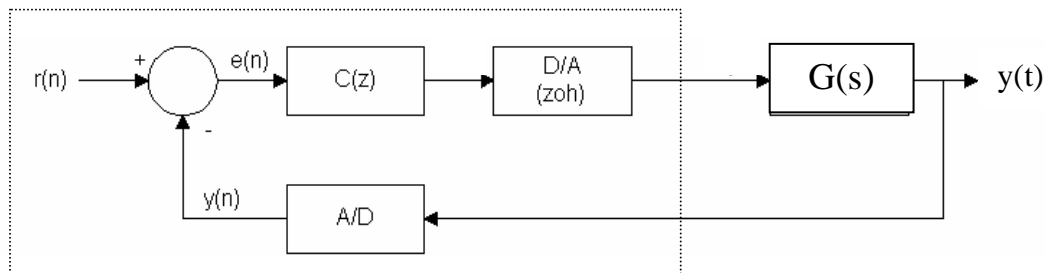 +
r(n)
e(n)
C(z)
D/A
(zoh)
G(s)
y(t)
-
y(n)
A/D